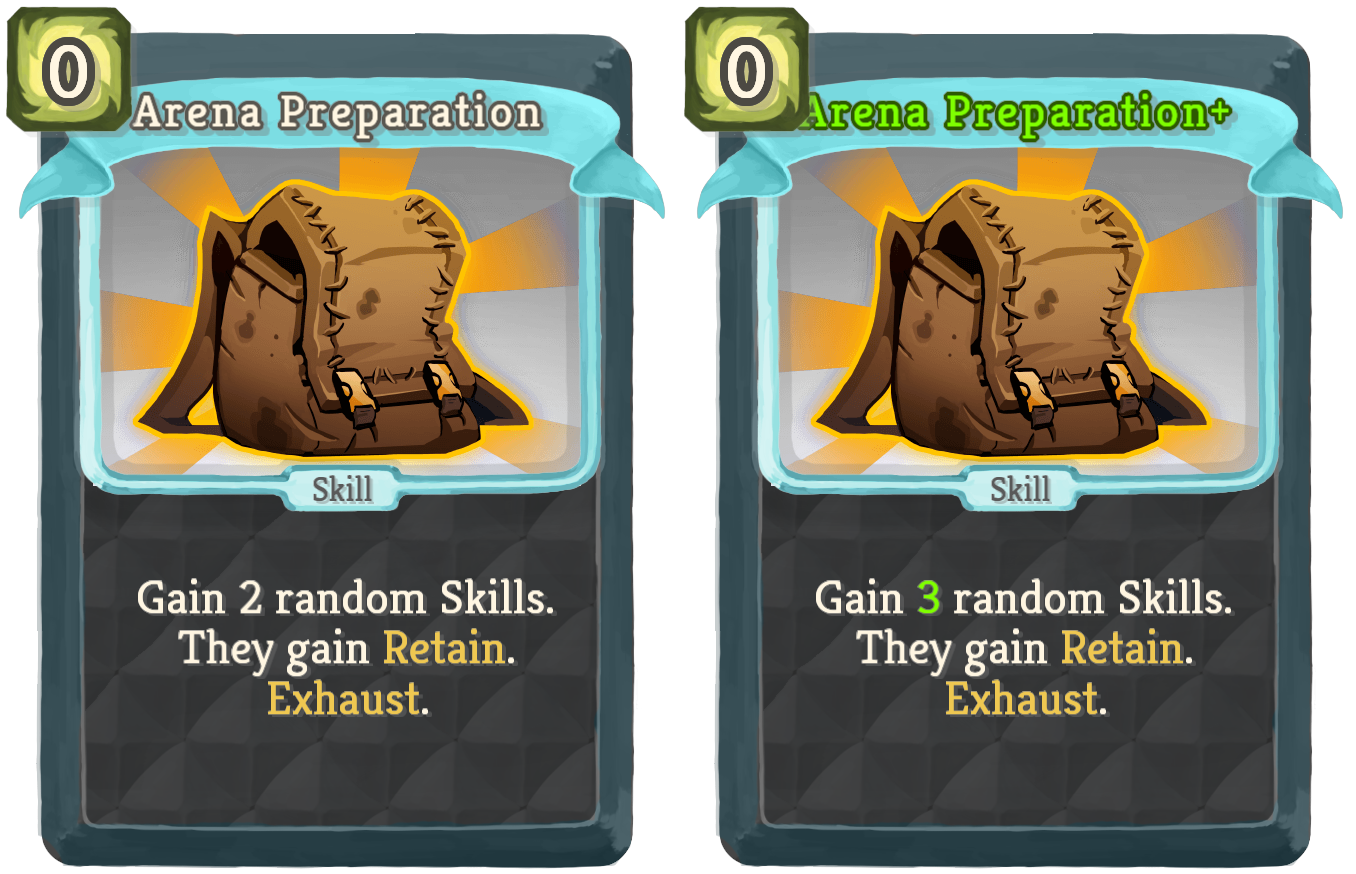 0
Arena Preparation
Skill
Gain 2 random Skills.
They gain Retain.
Exhaust.
0
Arena Preparation+
Skill
Gain 3 random Skills.
They gain Retain.
Exhaust.